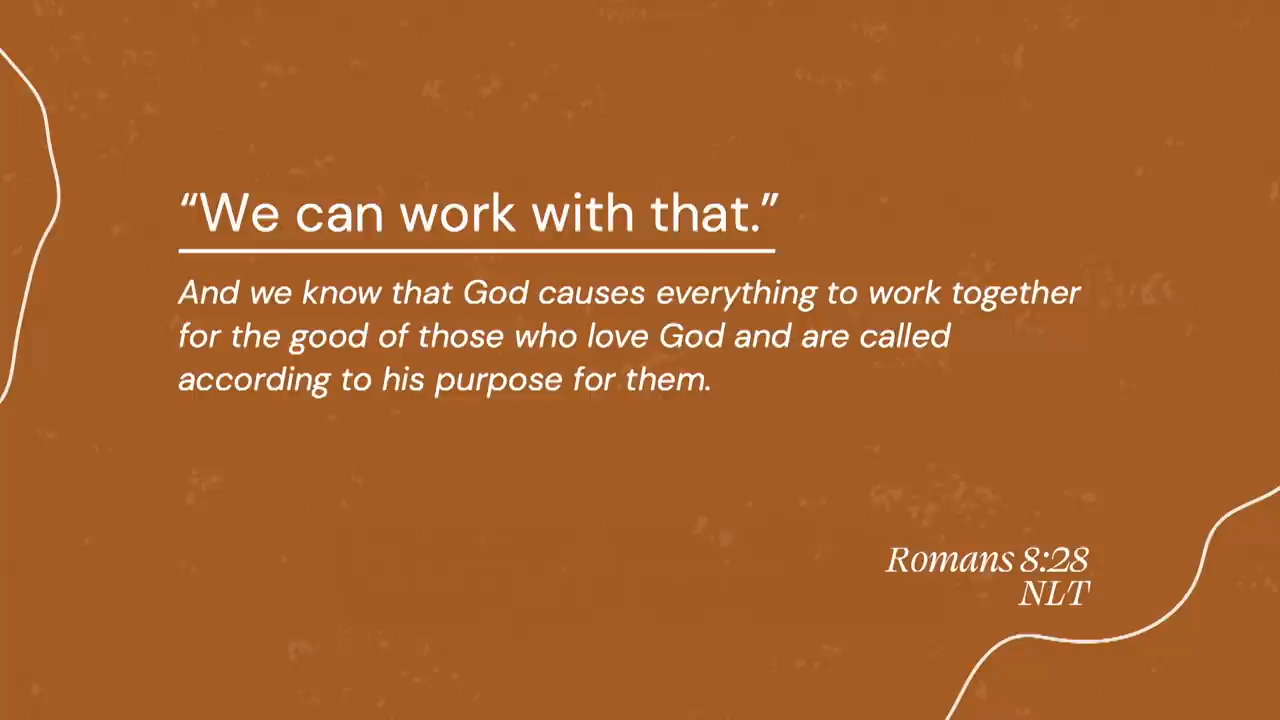 “We can work with that.”
And we know that God causes everything to work together
for the good of those who love God and are called
according to his purpose for them.
Romans 8:28
NLT